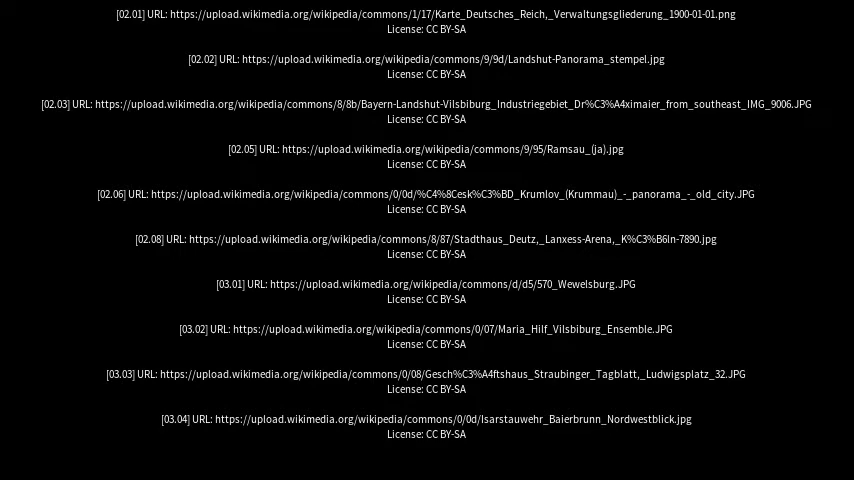 [02.01] URL: https://upload.wikimedia.org/wikipedia/commons/1/17/Karte_Deutsches_Reich,_Verwaltungsgliederung_1900-01-01.png
License: CC BY-SA
[02.02] URL: https://upload.wikimedia.org/wikipedia/commons/9/9d/Landshut-Panorama_stempel.jpg
License: CC BY-SA
[02.03] URL: https://upload.wikimedia.org/wikipedia/commons/8/8b/Bayern-Landshut-Vilsbiburg_Industriegebiet_Dr%C3%A4ximaier_from_southeast_IMG_9006.JPG
License: CC BY-SA
[02.05] URL: https://upload.wikimedia.org/wikipedia/commons/9/95/Ramsau_(ja).jpg
License: CC BY-SA
[02.06] URL: https://upload.wikimedia.org/wikipedia/commons/0/0d/%C4%8Cesk%C3%BD_Krumlov_(Krummau)_-_panorama_-_old_city.JPG
License: CC BY-SA
[02.08] URL: https://upload.wikimedia.org/wikipedia/commons/8/87/Stadthaus_Deutz,_Lanxess-Arena,_K%C3%B6ln-7890.jpg
License: CC BY-SA
[03.01] URL: https://upload.wikimedia.org/wikipedia/commons/d/d5/570_Wewelsburg.JPG
License: CC BY-SA
[03.02] URL: https://upload.wikimedia.org/wikipedia/commons/0/07/Maria_Hilf_Vilsbiburg_Ensemble.JPG
License: CC BY-SA
[03.03] URL: https://upload.wikimedia.org/wikipedia/commons/0/08/Gesch%C3%A4ftshaus_Straubinger_Tagblatt,_Ludwigsplatz_32.JPG
License: CC BY-SA
[03.04] URL: https://upload.wikimedia.org/wikipedia/commons/0/0d/Isarstauwehr_Baierbrunn_Nordwestblick.jpg
License: CC BY-SA